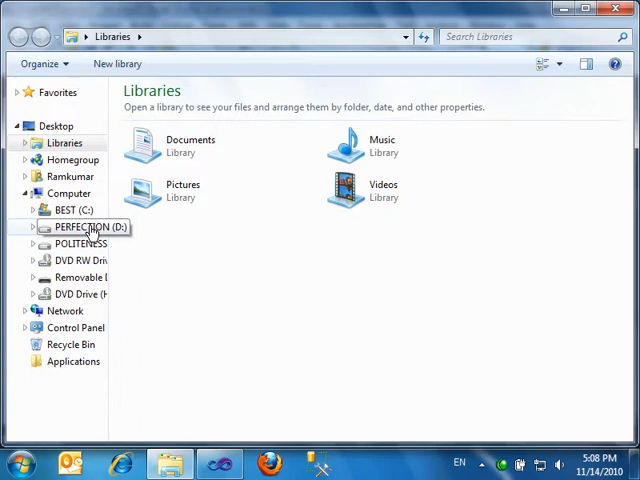 Libraries
Search Libraries
Organize
New library
Favorites
Desktop
Libraries
Homegroup
Ramkumar
Computer
BEST (C:)
PERFECTION (D:)
POLITENESS
DVD RW Driv
Removable D
DVD Drive (H
Network
Control Panel
Recycle Bin
Applications
Libraries
Open a library to see your files and arrange them by folder, date, and other properties.
Documents
Library
Music
Library
Pictures
Library
Videos
Library
EN
5:08 PM
11/14/2010